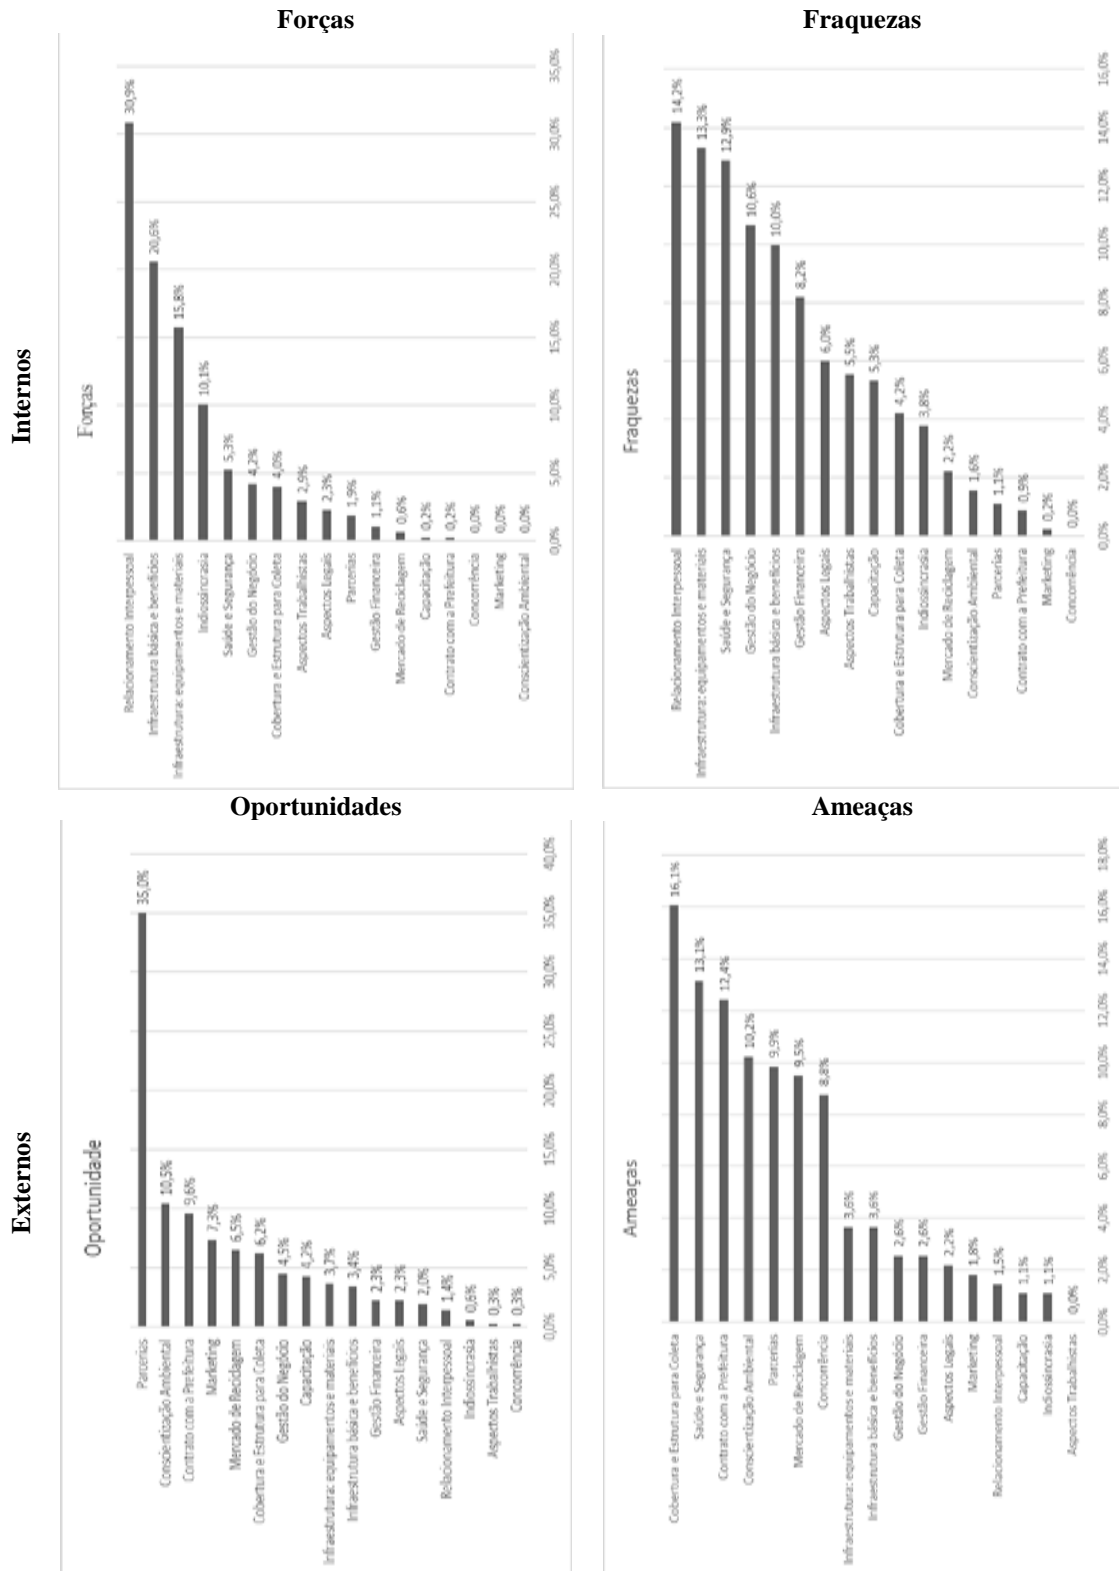 Forças
Fraquezas
Internos
Forças
Relacionamento Interpessoal 30,9%
Infraestrutura básica e benefícios 20,6%
Infraestrutura: equipamentos e materiais 15,8%
Indiossincrasia 10,1%
Saúde e Segurança 5,3%
Gestão do Negócio 4,2%
Cobertura e Estrutura para Coleta 4,0%
Aspectos Trabalhistas 2,9%
Aspectos Legais 2,3%
Parcerias 1,9%
Gestão Financeira 1,1%
Mercado de Reciclagem 0,6%
Capacitação 0,2%
Contrato com a Prefeitura 0,2%
Concorrência 0,0%
Marketing 0,0%
Conscientização Ambiental 0,0%
0,0% 5,0% 10,0% 15,0% 20,0% 25,0% 30,0% 35,0%
Fraquezas
Relacionamento Interpessoal 14,2%
Infraestrutura: equipamentos e materiais 13,3%
Saúde e Segurança 12,9%
Gestão do Negócio 10,6%
Infraestrutura básica e benefícios 10,0%
Gestão Financeira 8,2%
Aspectos Legais 6,0%
Aspectos Trabalhistas 5,5%
Capacitação 5,3%
Cobertura e Estrutura para Coleta 4,2%
Indiossincrasia 3,8%
Mercado de Reciclagem 2,2%
Conscientização Ambiental 1,6%
Parcerias 1,1%
Contrato com a Prefeitura 0,9%
Marketing 0,2%
Concorrência 0,0%
0,0% 2,0% 4,0% 6,0% 8,0% 10,0% 12,0% 14,0% 16,0%
Oportunidades
Ameaças
Externos
Oportunidade
Parcerias 35,0%
Conscientização Ambiental 10,5%
Contrato com a Prefeitura 9,6%
Marketing 7,3%
Mercado de Reciclagem 6,5%
Cobertura e Estrutura para Coleta 6,2%
Gestão do Negócio 4,5%
Capacitação 4,2%
Infraestrutura: equipamentos e materiais 3,7%
Infraestrutura básica e benefícios 3,4%
Gestão Financeira 2,3%
Aspectos Legais 2,3%
Saúde e Segurança 2,0%
Relacionamento Interpessoal 1,4%
Indiossincrasia 0,6%
Aspectos Trabalhistas 0,3%
Concorrência 0,3%
0,0% 5,0% 10,0% 15,0% 20,0% 25,0% 30,0% 35,0% 40,0%
Ameaças
Cobertura e Estrutura para Coleta 16,1%
Saúde e Segurança 13,1%
Contrato com a Prefeitura 12,4%
Conscientização Ambiental 10,2%
Parcerias 9,9%
Mercado de Reciclagem 9,5%
Concorrência 8,8%
Infraestrutura: equipamentos e materiais 3,6%
Infraestrutura básica e benefícios 3,6%
Gestão do Negócio 2,6%
Gestão Financeira 2,6%
Aspectos Legais 2,2%
Marketing 1,8%
Relacionamento Interpessoal 1,5%
Capacitação 1,1%
Indiossincrasia 1,1%
Aspectos Trabalhistas 0,0%
0,0% 2,0% 4,0% 6,0% 8,0% 10,0% 12,0% 14,0% 16,0% 18,0%